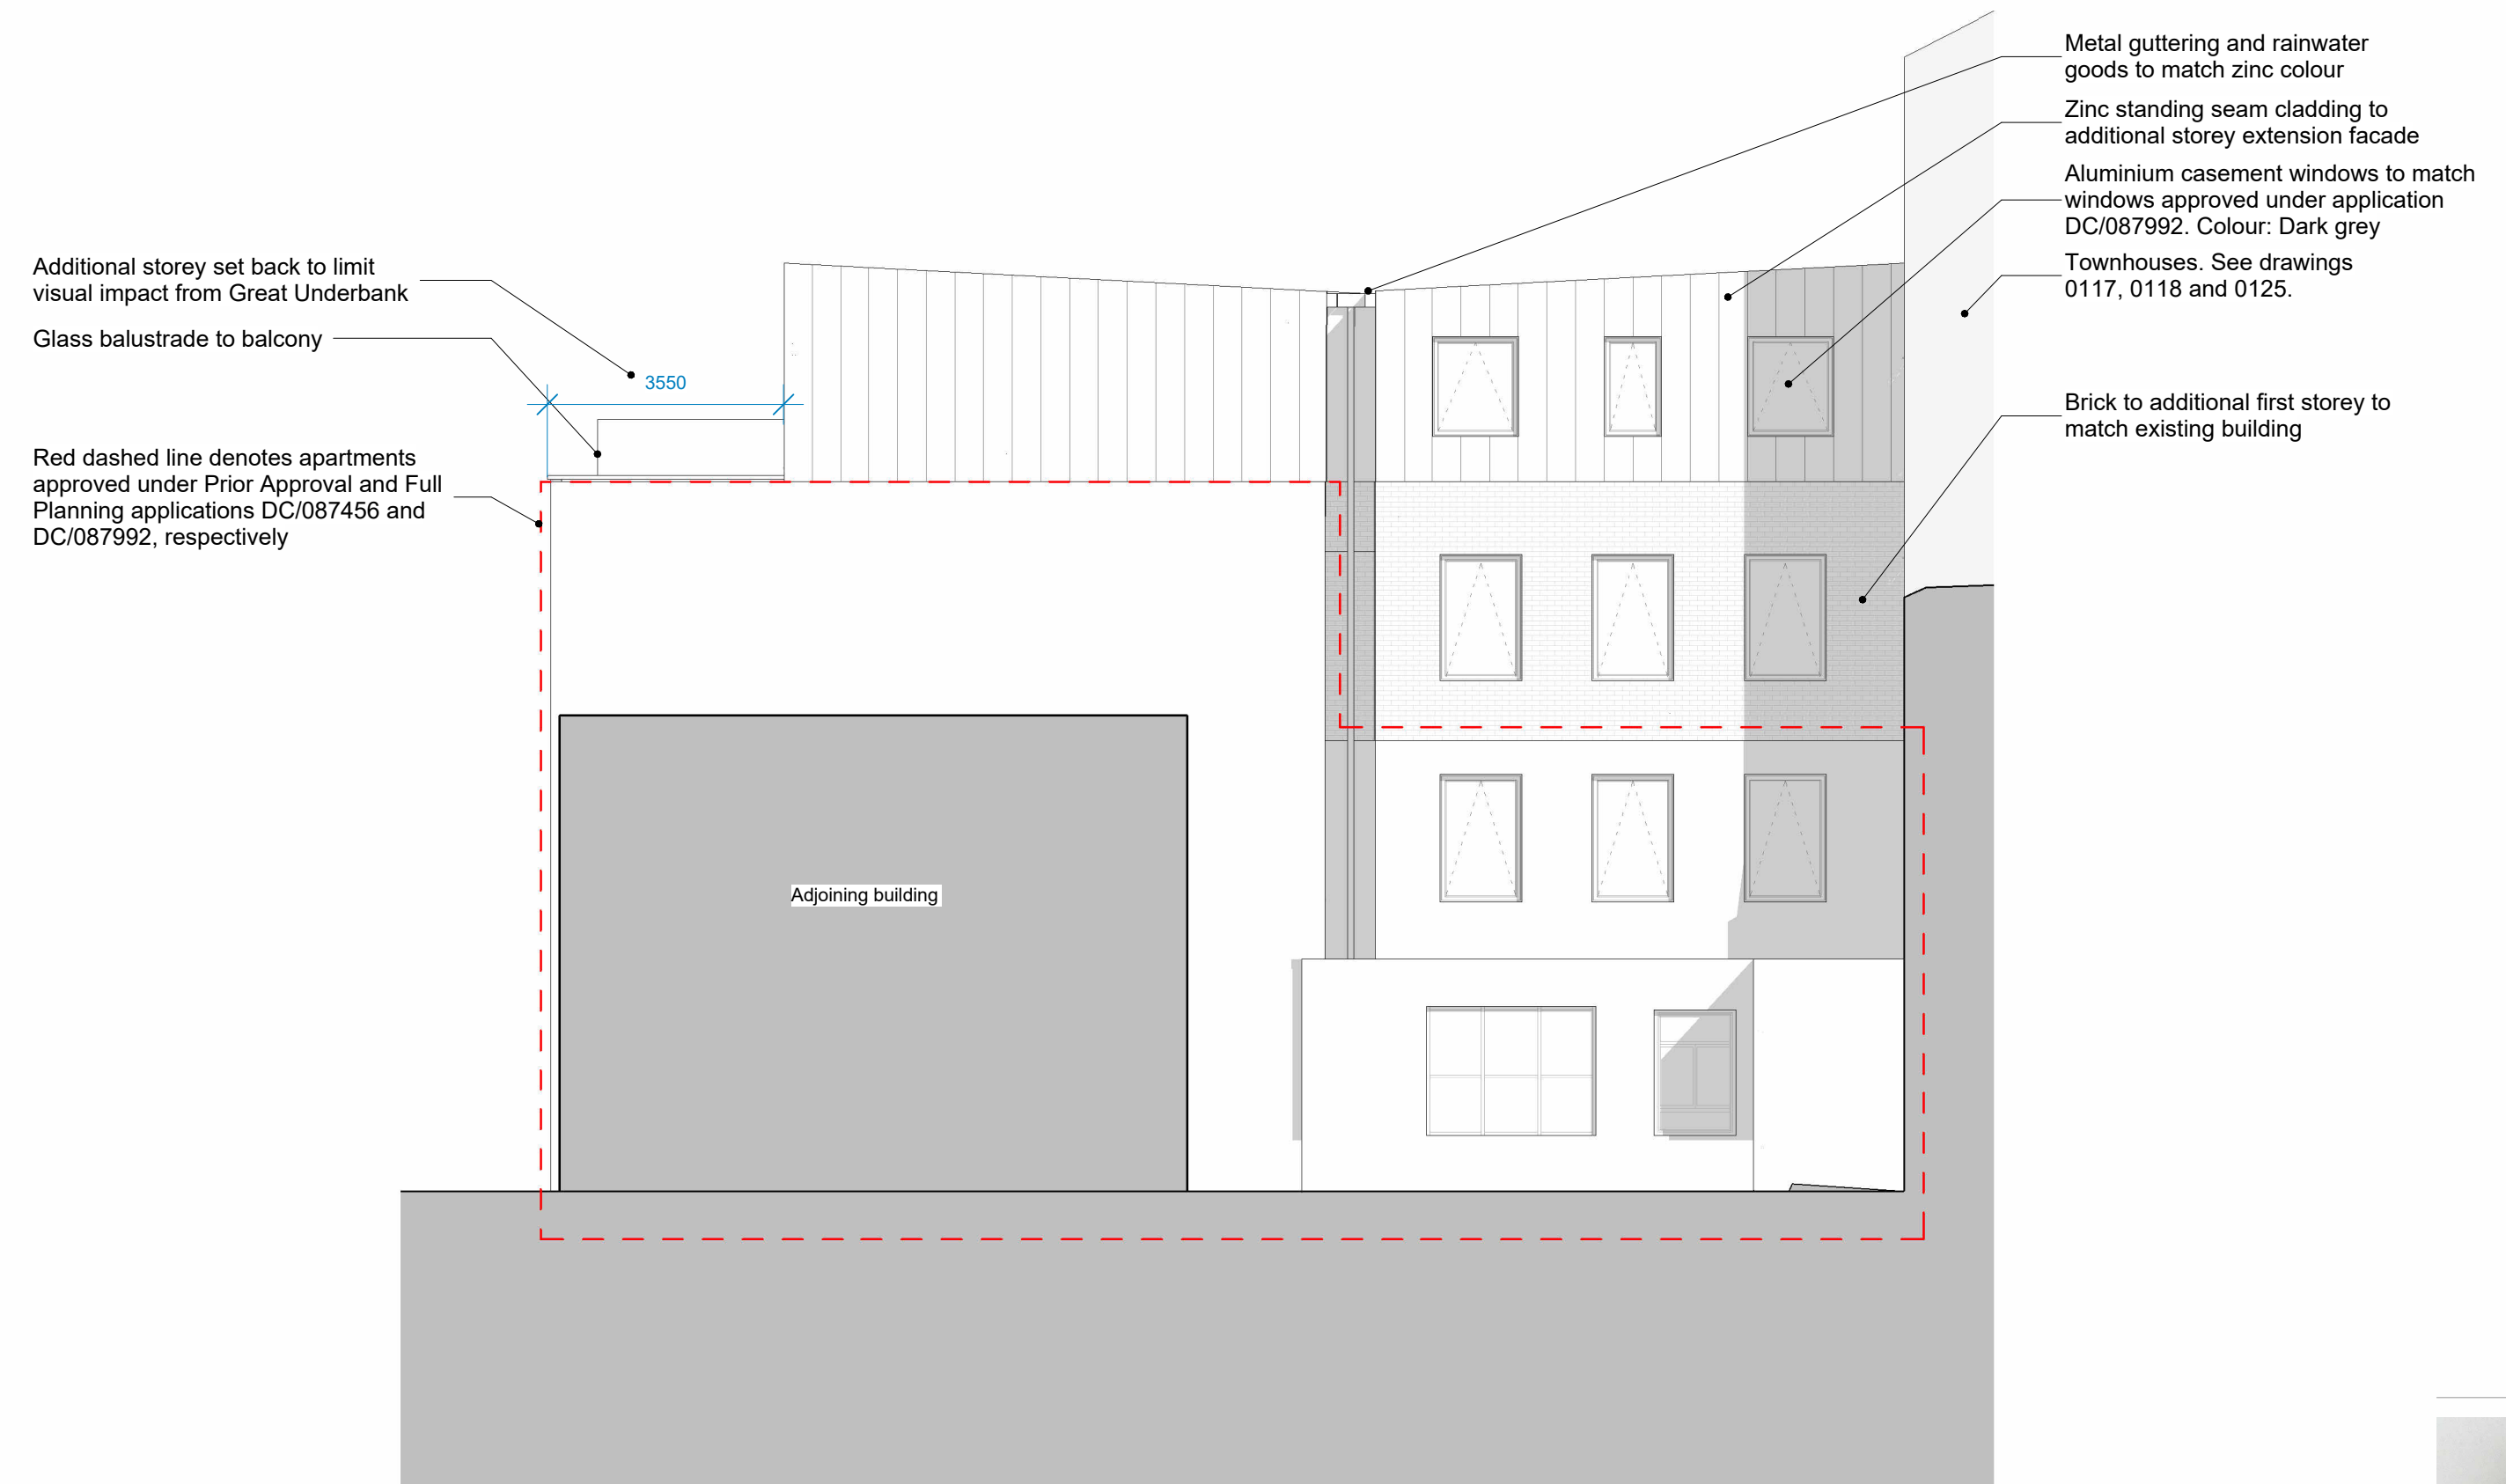 Metal guttering and rainwater
goods to match zinc colour
Zinc standing seam cladding to
additional storey extension facade
Aluminium casement windows to match
windows approved under application
DC/087992. Colour: Dark grey
Townhouses. See drawings
0117, 0118 and 0125.
Brick to additional first storey to
match existing building
Additional storey set back to limit
visual impact from Great Underbank
Glass balustrade to balcony
3550
Red dashed line denotes apartments
approved under Prior Approval and Full
Planning applications DC/087456 and
DC/087992, respectively
Adjoining building